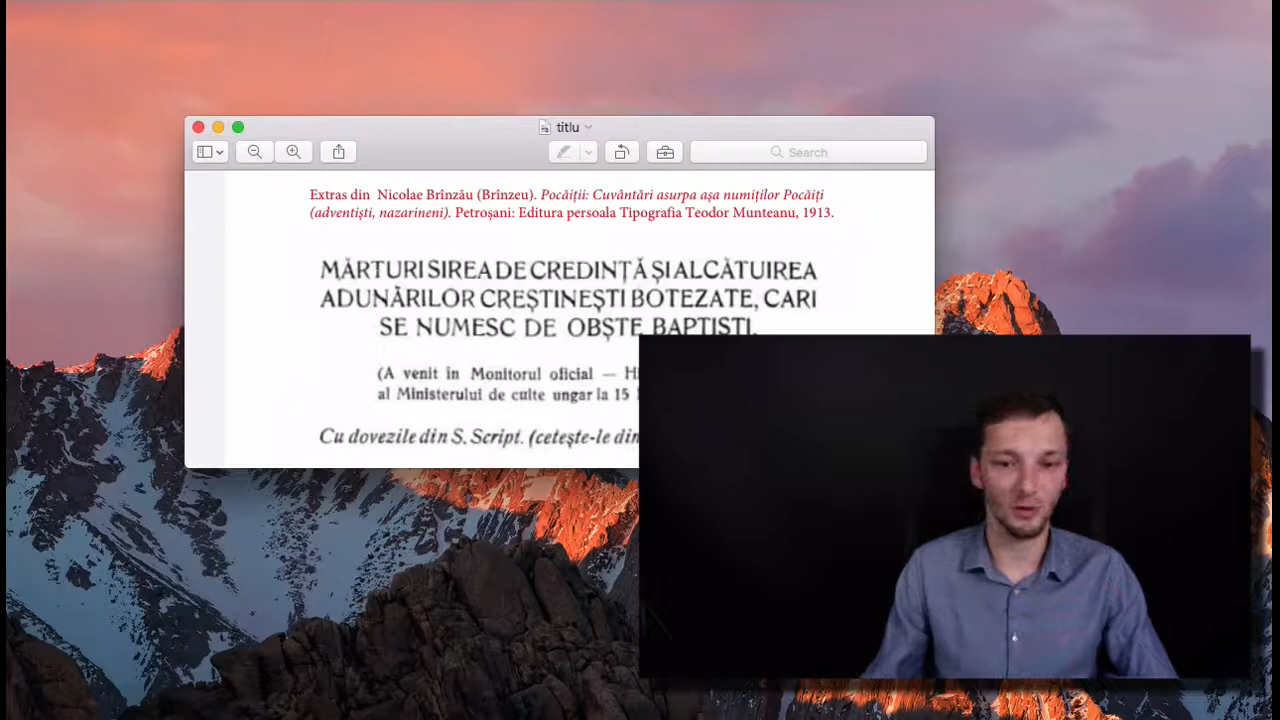 titlu
Search
Extras din Nicolae Brînzău (Brînzeu). Pocăiții: Cuvântări asurpa așa numiților Pocăiți
(adventiști, nazarineni). Petroșani: Editura persoala Tipografia Teodor Munteanu, 1913.
MĂRTURISIREA DE CREDINȚĂ ȘI ALCĂTUIREA
ADUNĂRILOR CREȘTINEȘTI BOTEZATE, CARI
SE NUMESC DE OBȘTE BAPTIȘTI.
(A venit în Monitorul oficial —
al Ministerului de culte ungar la 15
Cu dovezile din S. Script. (cetește-le din